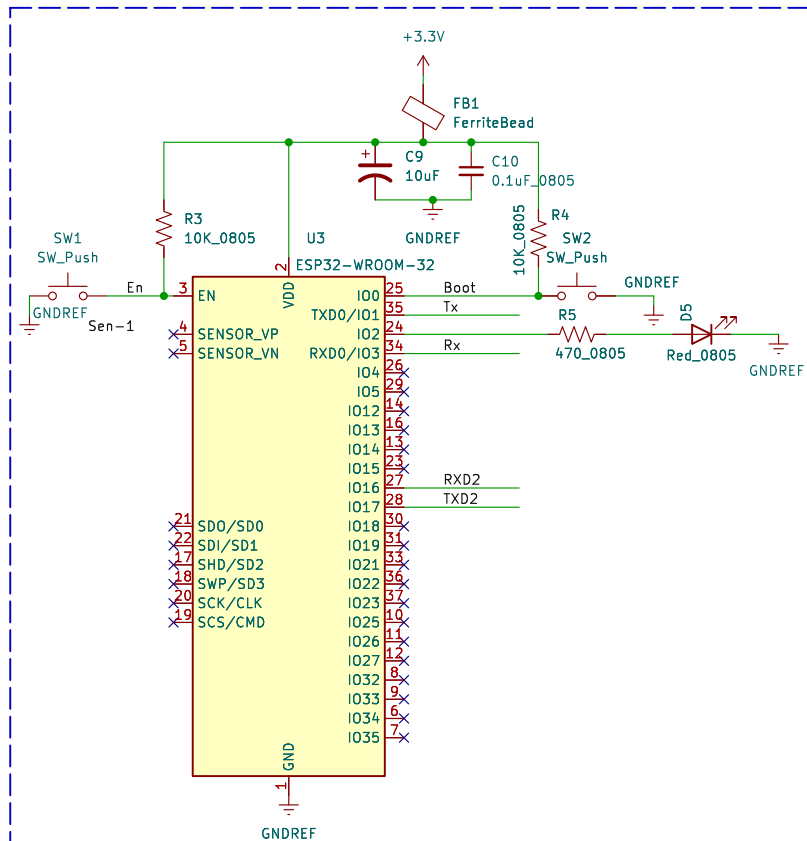 +3.3V
FB1
FerriteBead
C9
10uF
C10
0.1uF_0805
GNDREF
R3
10K_0805
R4
10K_0805
SW1
SW_Push
SW2
SW_Push
GNDREF
U3
ESP32-WROOM-32
En
GNDREF
Sen-1
2
VDD
3 EN
4 SENSOR_VP
5 SENSOR_VN
21 SDO/SD0
22 SDI/SD1
17 SHD/SD2
18 SWP/SD3
20 SCK/CLK
19 SCS/CMD
IO0 25 Boot
TXD0/IO1 35 Tx
IO2 24
RXD0/IO3 34 Rx
IO4 26
IO5 29
IO12 14
IO13 16
IO14 13
IO15 23
IO16 27 RXD2
IO17 28 TXD2
IO18 30
IO19 31
IO21 33
IO22 36
IO23 37
IO25 10
IO26 11
IO27 12
IO32 8
IO33 9
IO34 6
IO35 7
R5
470_0805
D5
Red_0805
GNDREF
GND
1
GNDREF